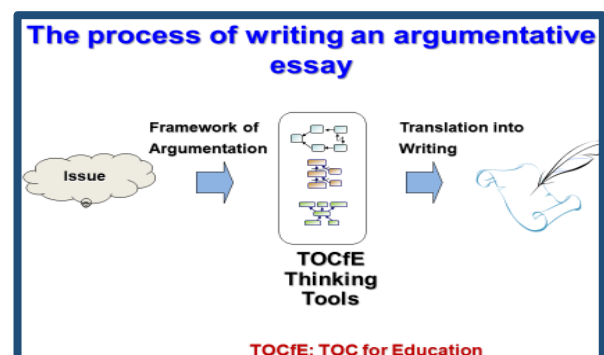 The process of writing an argumentative
essay
Framework of
Argumentation
Translation into
Writing
Issue
TOCfE
Thinking
Tools
TOCfE: TOC for Education